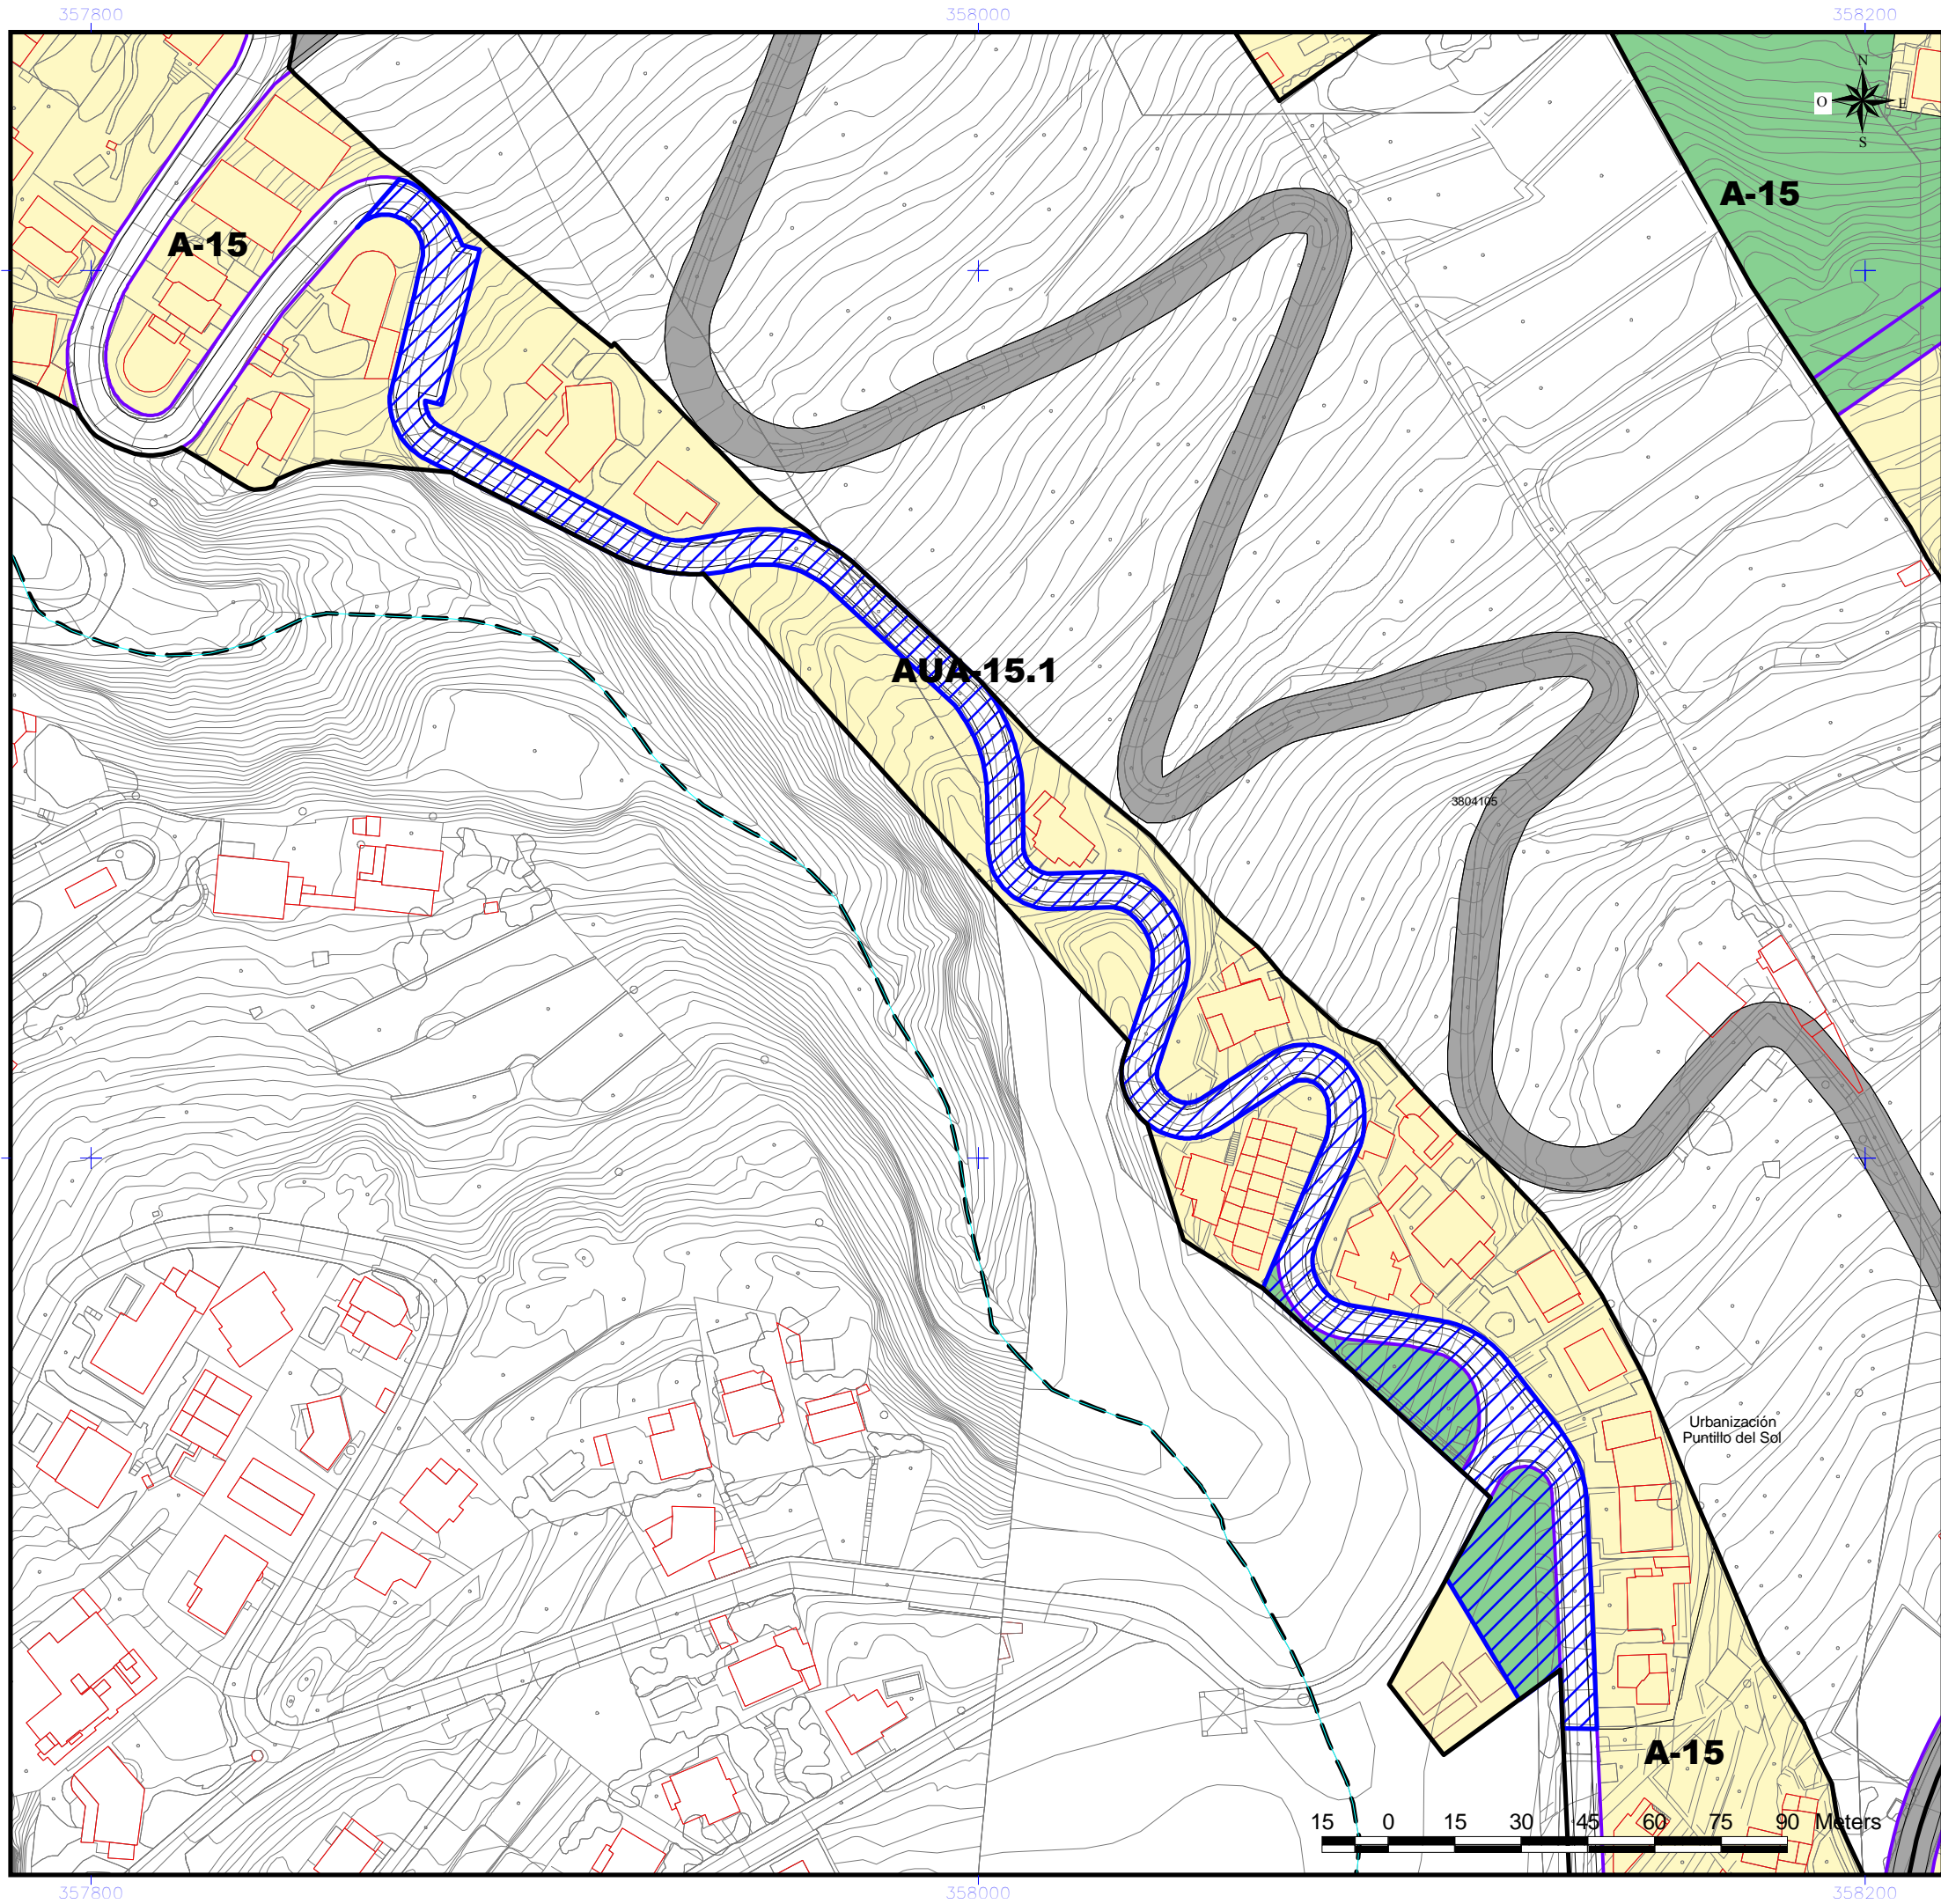 357800
358000
358200
N
O
E
S
A-15
A-15
AUA-15.1
3804105
Urbanización
Puntillo del Sol
A-15
15 0 15 30 45 60 75 90 Meters
357800
358000
358200